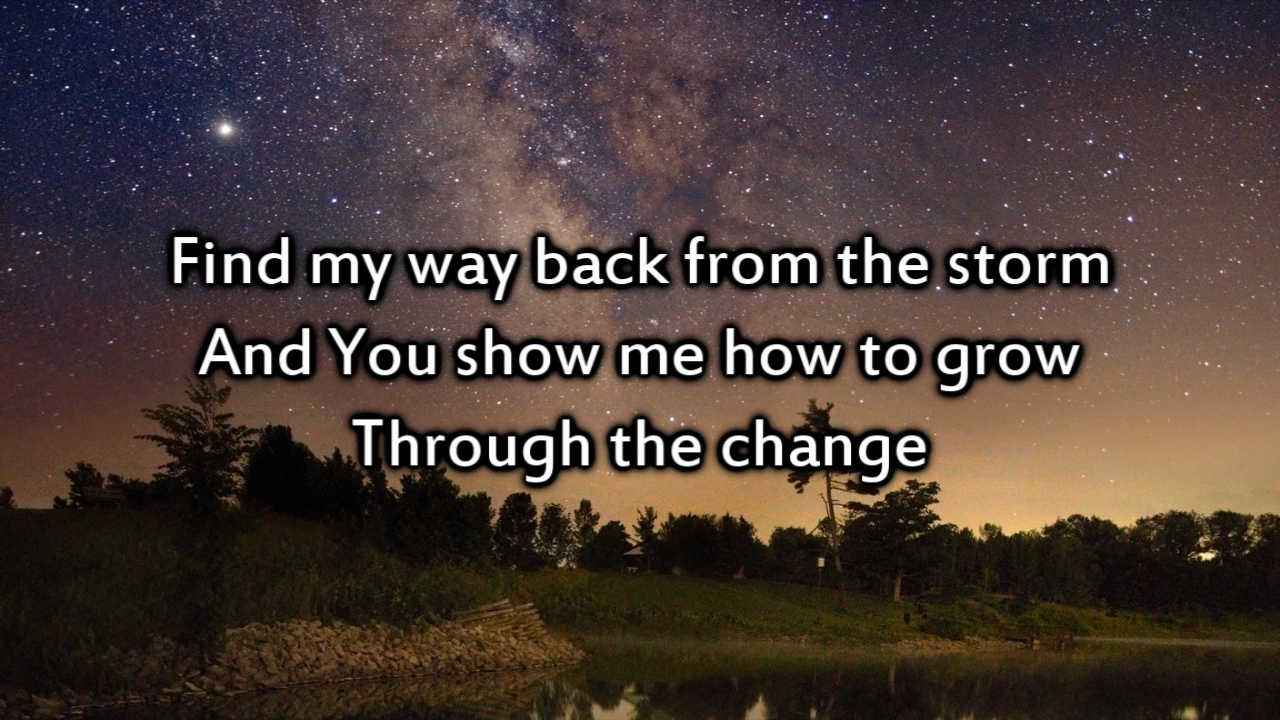 Find my way back from the storm
And You show me how to grow
Through the change